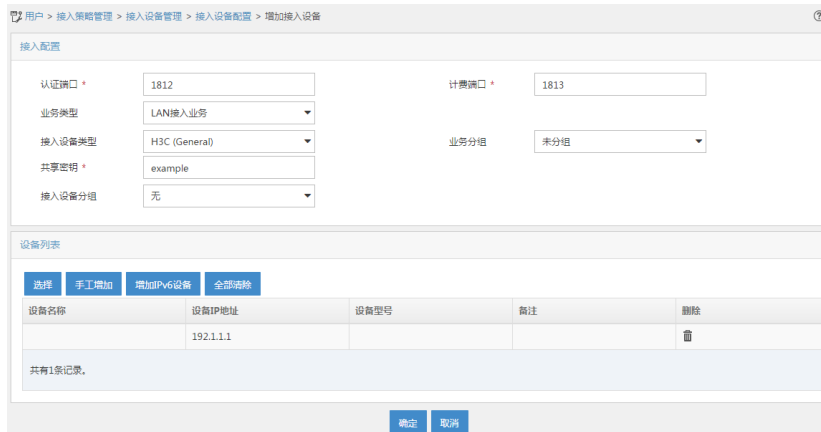 用户 > 接入策略管理 > 接入设备管理 > 接入设备配置 > 增加接入设备
接入配置
认证端口 * 1812 计费端口 * 1813
业务类型 LAN接入业务
接入设备类型 H3C (General) 业务分组 未分组
共享密钥 * example
接入设备分组 无
设备列表
选择 手工增加 增加IPv6设备 全部清除
设备名称 设备IP地址 设备型号 备注 删除
192.1.1.1
共有1条记录。
确定 取消